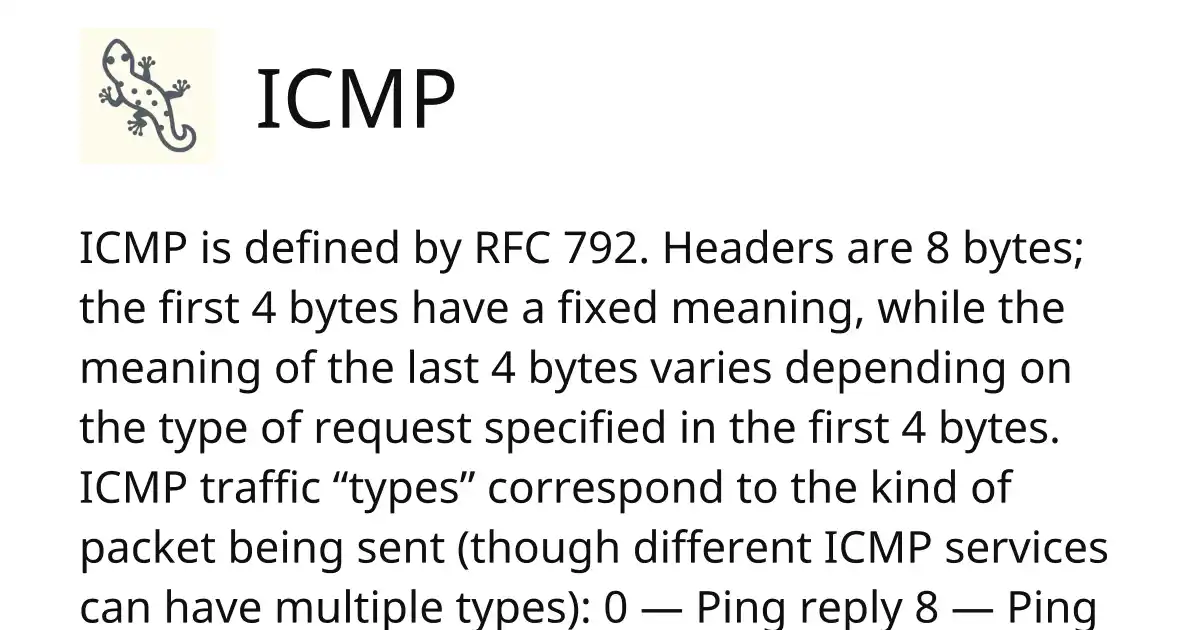 ICMP
ICMP is defined by RFC 792. Headers are 8 bytes;
the first 4 bytes have a fixed meaning, while the
meaning of the last 4 bytes varies depending on
the type of request specified in the first 4 bytes.
ICMP traffic “types” correspond to the kind of
packet being sent (though different ICMP services
can have multiple types): 0 — Ping reply 8 — Ping